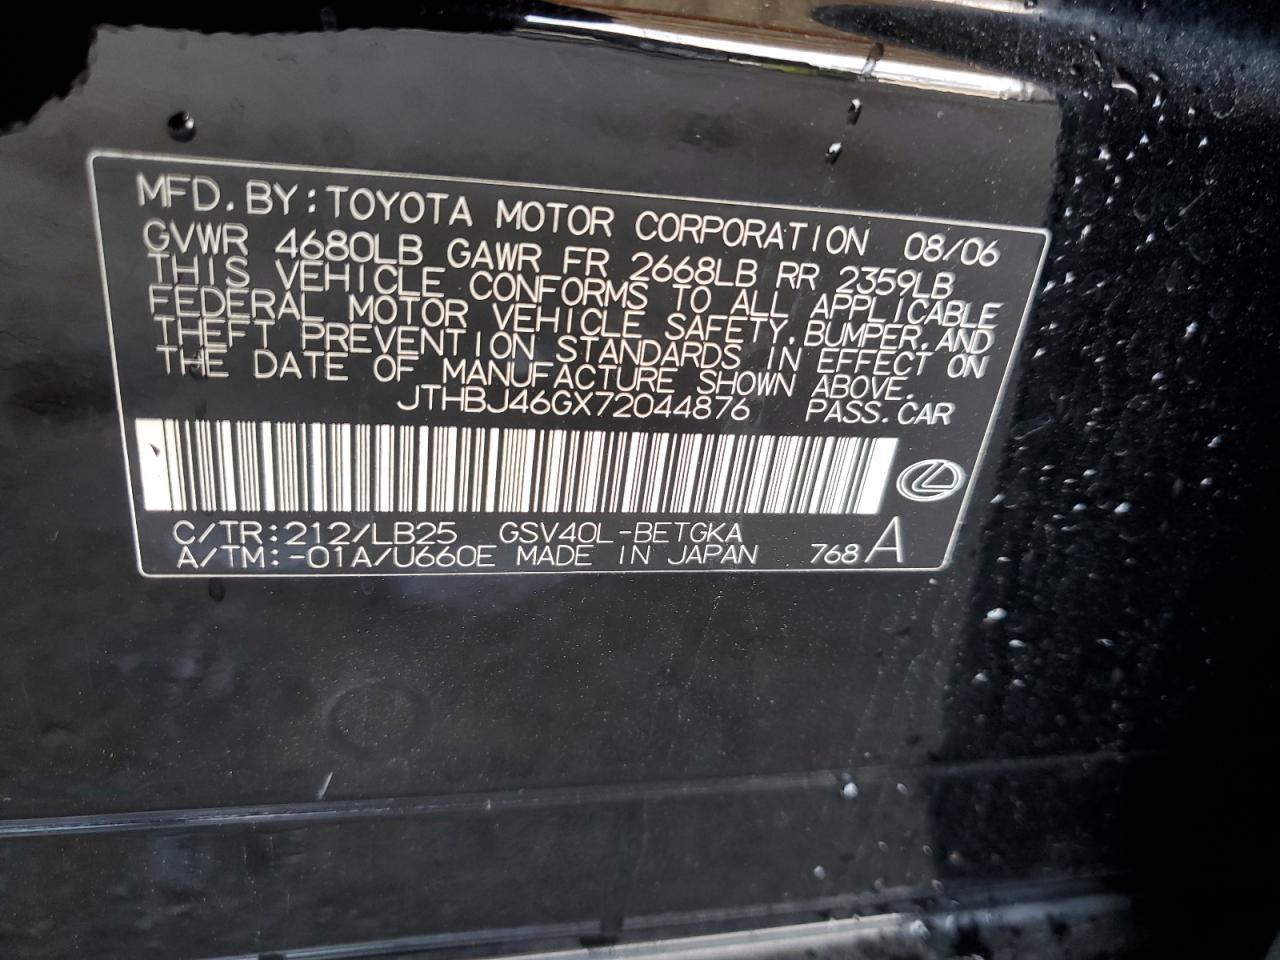 MFD. BY: TOYOTA MOTOR CORPORATION 08/06
GVWR 4680LB GAWR FR 2668LB RR 2359LB
THIS VEHICLE CONFORMS TO ALL APPLICABLE
FEDERAL MOTOR VEHICLE SAFETY, BUMPER, AND
THEFT PREVENTION STANDARDS IN EFFECT ON
THE DATE OF MANUFACTURE SHOWN ABOVE.
JTHBJ46GX72044876 PASS.CAR
C/TR:212/LB25 GSV40L-BETGKA
A/TM:-01A/U660E MADE IN JAPAN 768 A